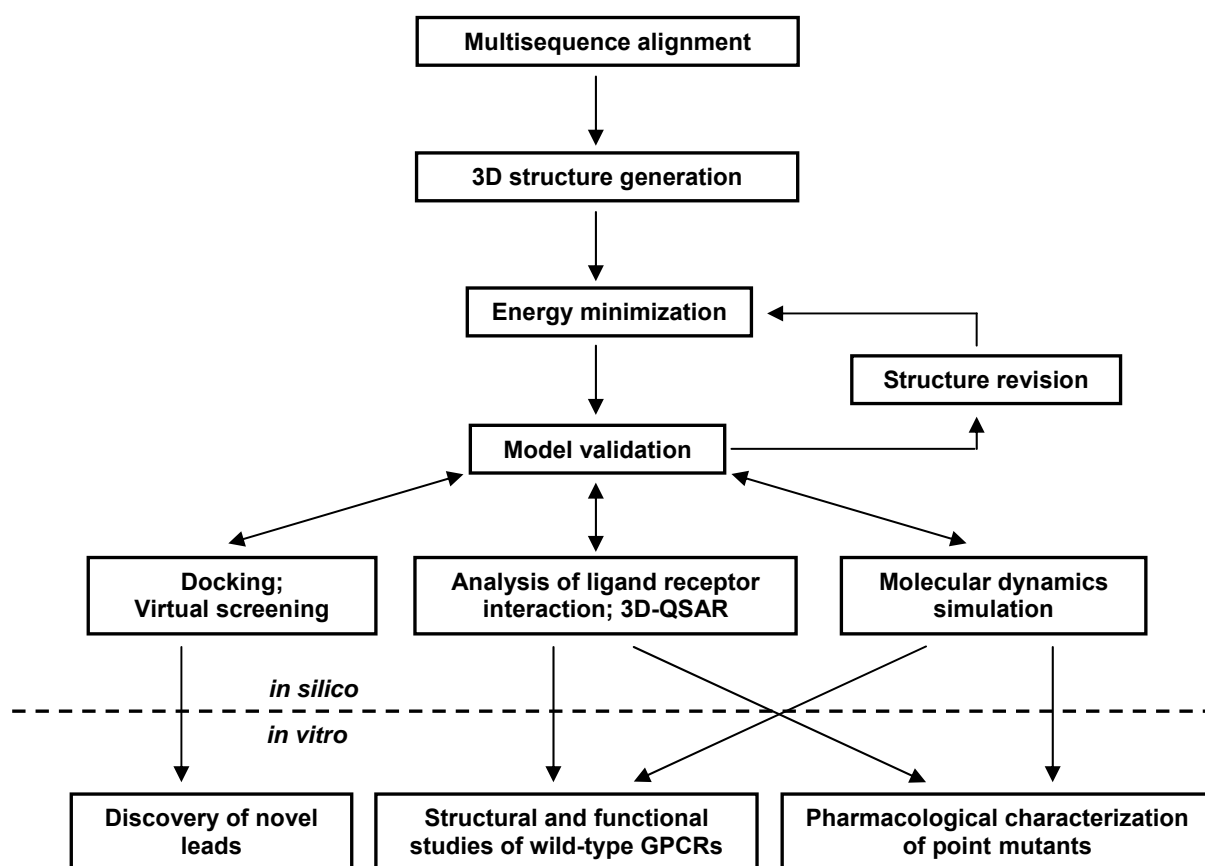 Multisequence alignment
3D structure generation
Energy minimization
Structure revision
Model validation
Docking;
Virtual screening
Analysis of ligand receptor
interaction; 3D-QSAR
Molecular dynamics
simulation
in silico
in vitro
Discovery of novel
leads
Structural and functional
studies of wild-type GPCRs
Pharmacological characterization
of point mutants